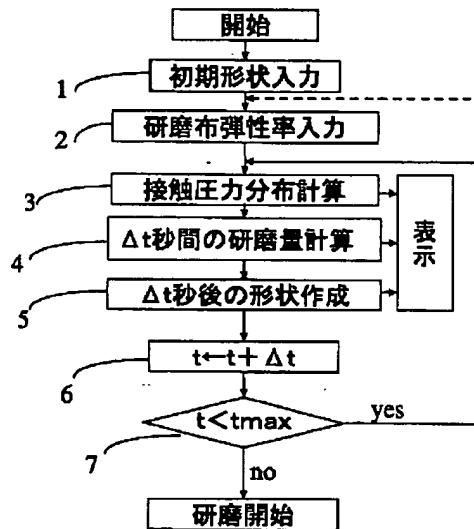 開始
1
初期形状入力
2
研磨布弾性率入力
3
接触圧力分布計算
4
Δt秒間の研磨量計算
表示
5
Δt秒後の形状作成
6
t←t+Δt
7
t<tmax
yes
no
研磨開始